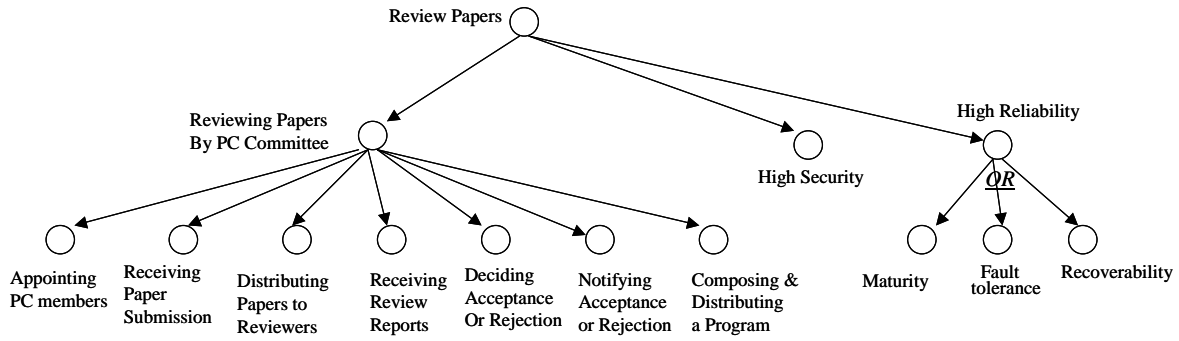 Review Papers
Reviewing Papers
By PC Committee
High Security
High Reliability
OR
Appointing
PC members
Receiving
Paper
Submission
Distributing
Papers to
Reviewers
Receiving
Review
Reports
Deciding
Acceptance
Or Rejection
Notifying
Acceptance
or Rejection
Composing &
Distributing
a Program
Maturity
Fault
tolerance
Recoverability